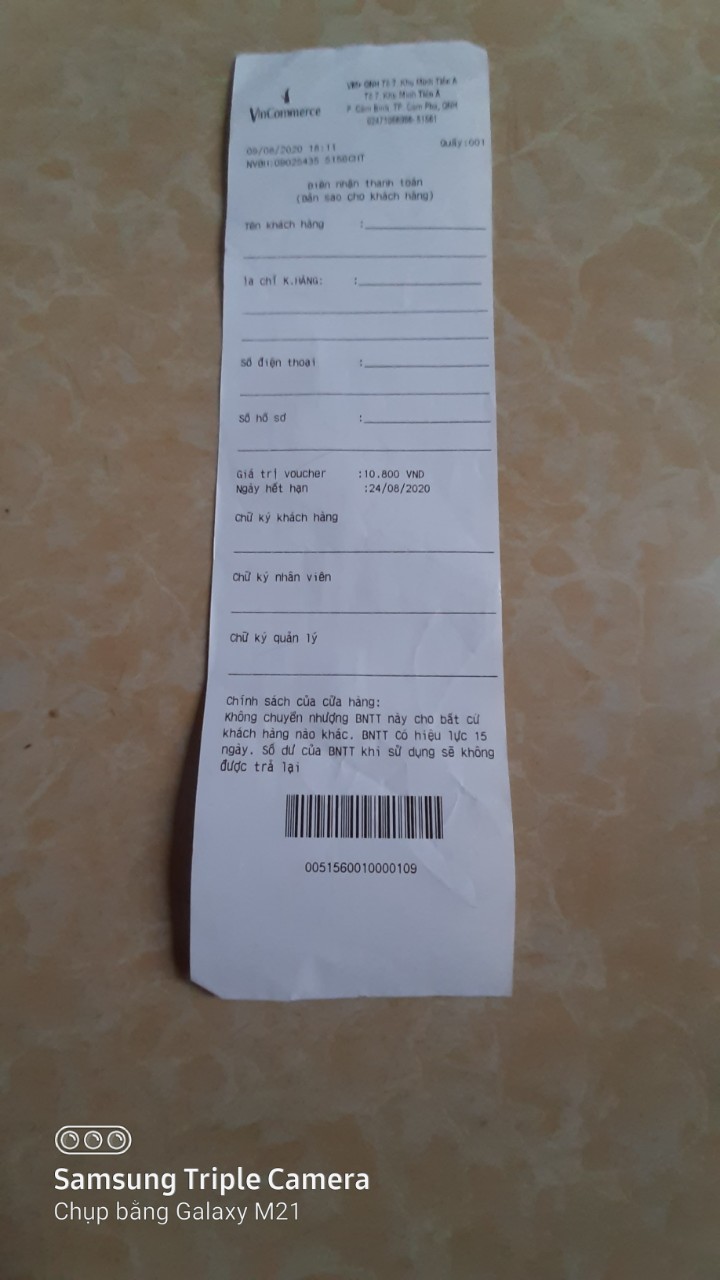 VinCommerce
VM+ QNH Tổ 7, Khu Minh Tiến A
Tổ 7, Khu Minh Tiến A
P. Cẩm Bình, TP. Cẩm Phả, QNH
09/08/2020 18:11
Quầy:001
NVBH:09025435
biên nhận thanh toán
(bản sao cho khách hàng)
Tên khách hàng :
ịa chỉ K.HÀNG: :
Số điện thoại :
Số hồ sơ :
Giá trị voucher :10.800 VND
Ngày hết hạn :24/08/2020
Chữ ký khách hàng
Chữ ký nhân viên
Chữ ký quản lý
Chính sách của cửa hàng:
Không chuyển nhượng BNTT này cho bất cứ
khách hàng nào khác. BNTT có hiệu lực 15
ngày. Số dư của BNTT khi sử dụng sẽ không
được trả lại
0051560010000109
Samsung Triple Camera
Chụp bằng Galaxy M21